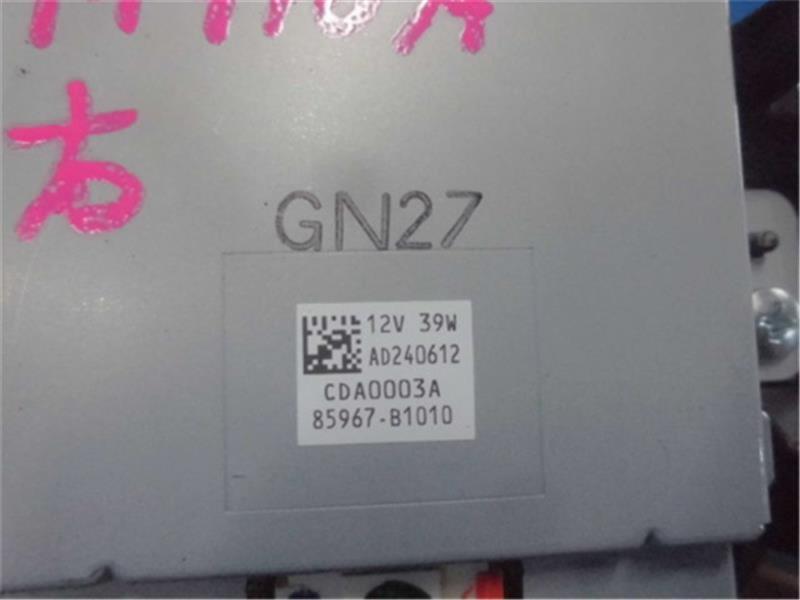 右
GN27
12V 39W
AD240612
CDA0003A
85967-B1010